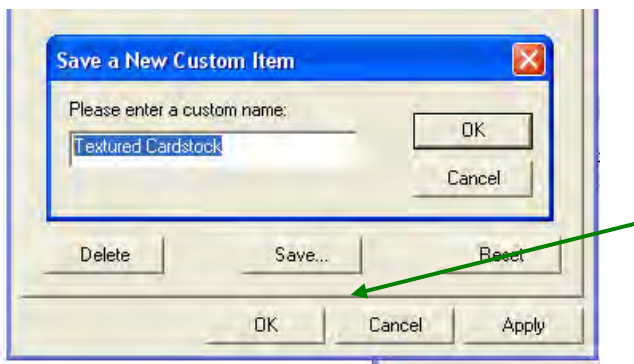 Save a New Custom Item
Please enter a custom name:
Textured Cardstock
OK
Cancel
Delete Save... Reset
OK Cancel Apply